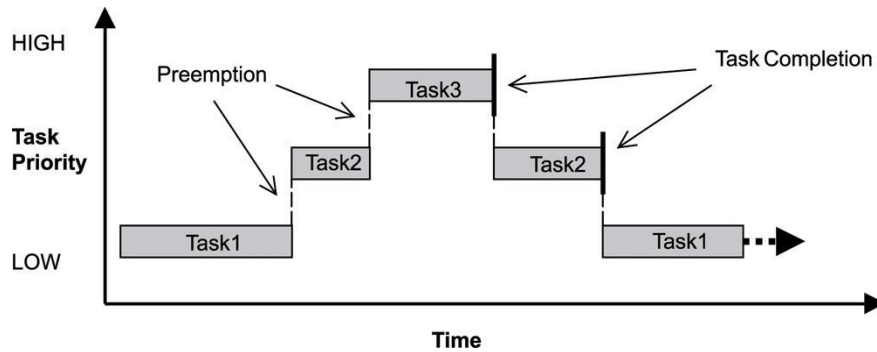 HIGH
Preemption
Task Completion
Task3
Task
Priority
Task2
Task2
Task1
Task1
LOW
Time